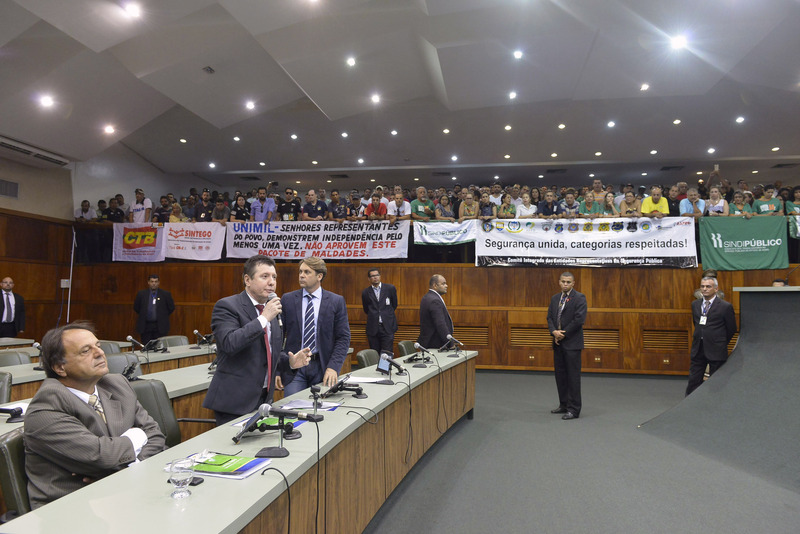 CTB
SINTEGO
UNIMIL - SENHORES REPRESENTANTES
DO POVO, DEMONSTREM INDEPENDÊNCIA PELO
MENOS UMA VEZ. NÃO APROVEM ESTE
PACOTE DE MALDADES.
Segurança unida, categorias respeitadas!
Comitê Integrado das Entidades Representativas da Segurança Pública
SINDIPÚBLICO